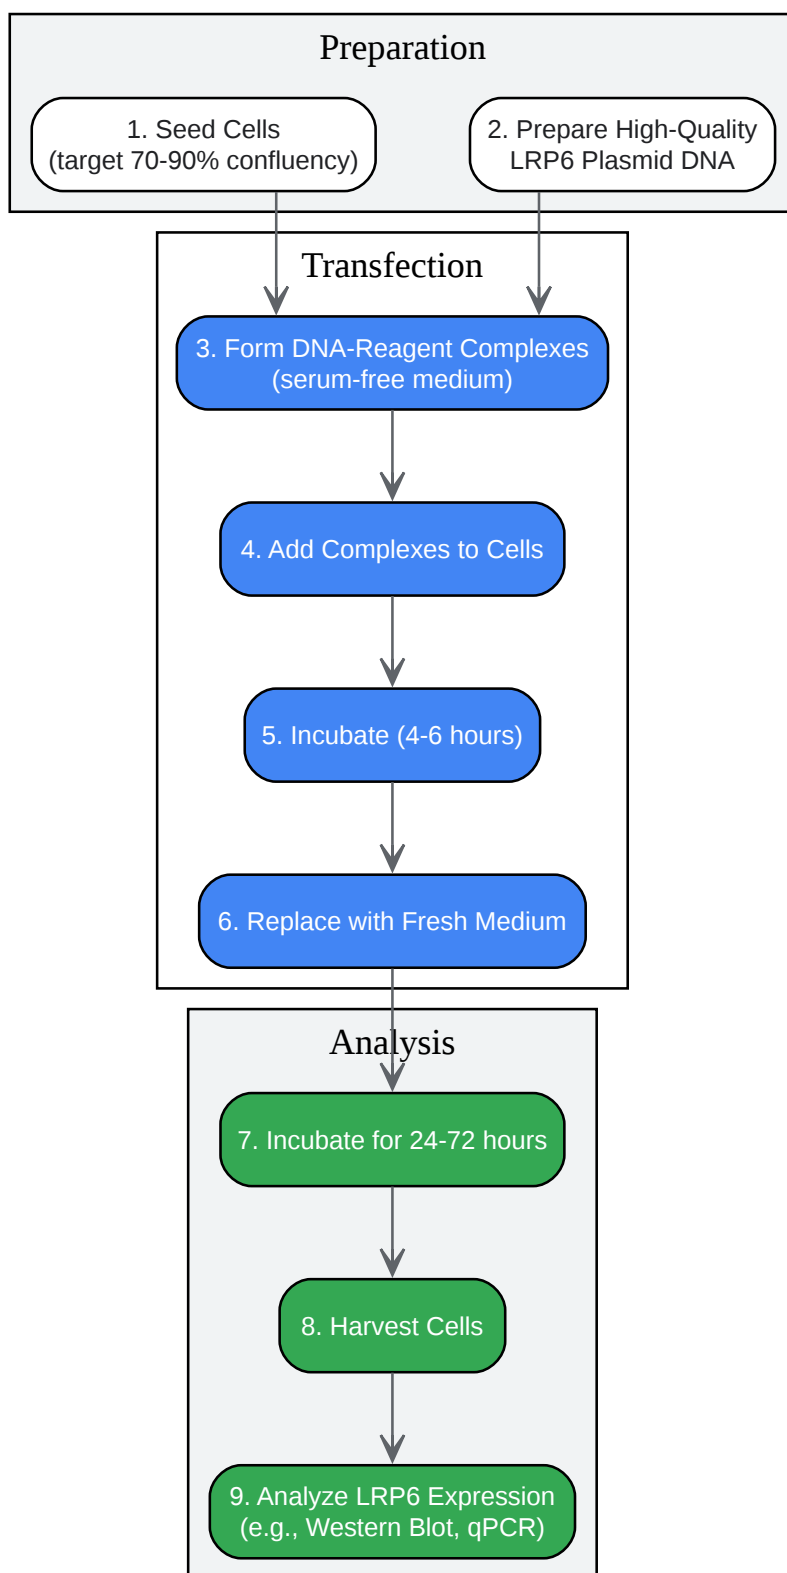 Preparation
1. Seed Cells
(target 70-90% confluency)
2. Prepare High-Quality
LRP6 Plasmid DNA
Transfection
3. Form DNA-Reagent Complexes
(serum-free medium)
4. Add Complexes to Cells
5. Incubate (4-6 hours)
6. Replace with Fresh Medium
Analysis
7. Incubate for 24-72 hours
8. Harvest Cells
9. Analyze LRP6 Expression
(e.g., Western Blot, qPCR)